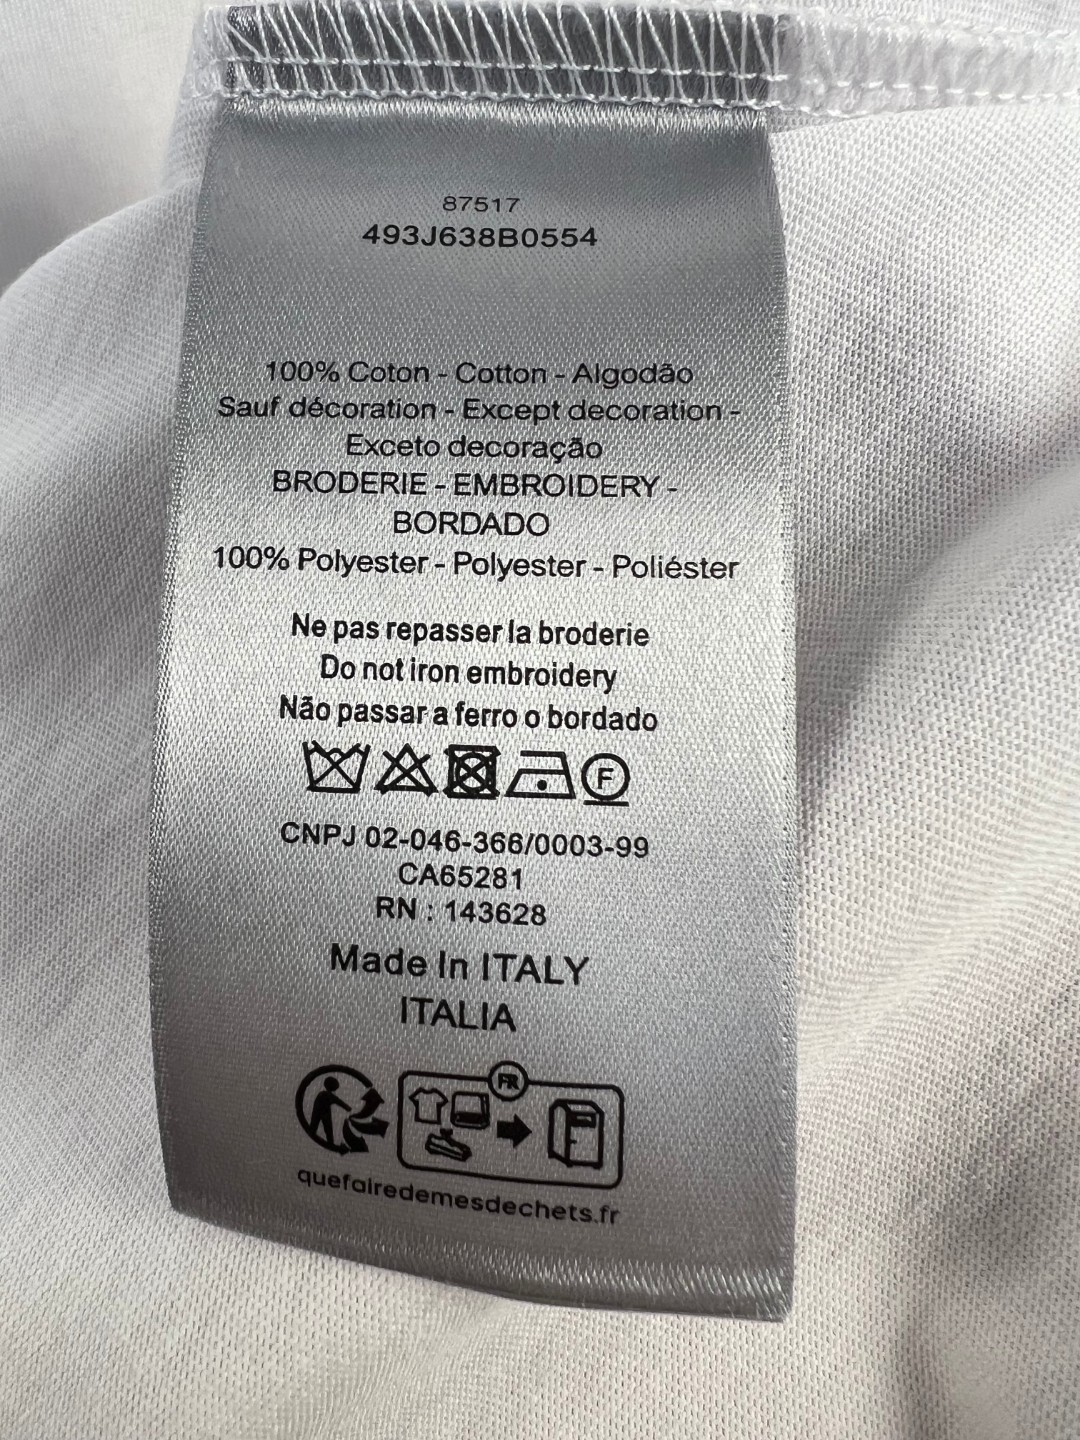 87517
493J638B0554
100% Coton - Cotton - Algodão
Sauf décoration - Except decoration -
Exceto decoração
BRODERIE - EMBROIDERY -
BORDADO
100% Polyester - Polyester - Poliéster
Ne pas repasser la broderie
Do not iron embroidery
Não passar a ferro o bordado
F
CNPJ 02-046-366/0003-99
CA65281
RN : 143628
Made In ITALY
ITALIA
FR
quefairedemesdechets.fr